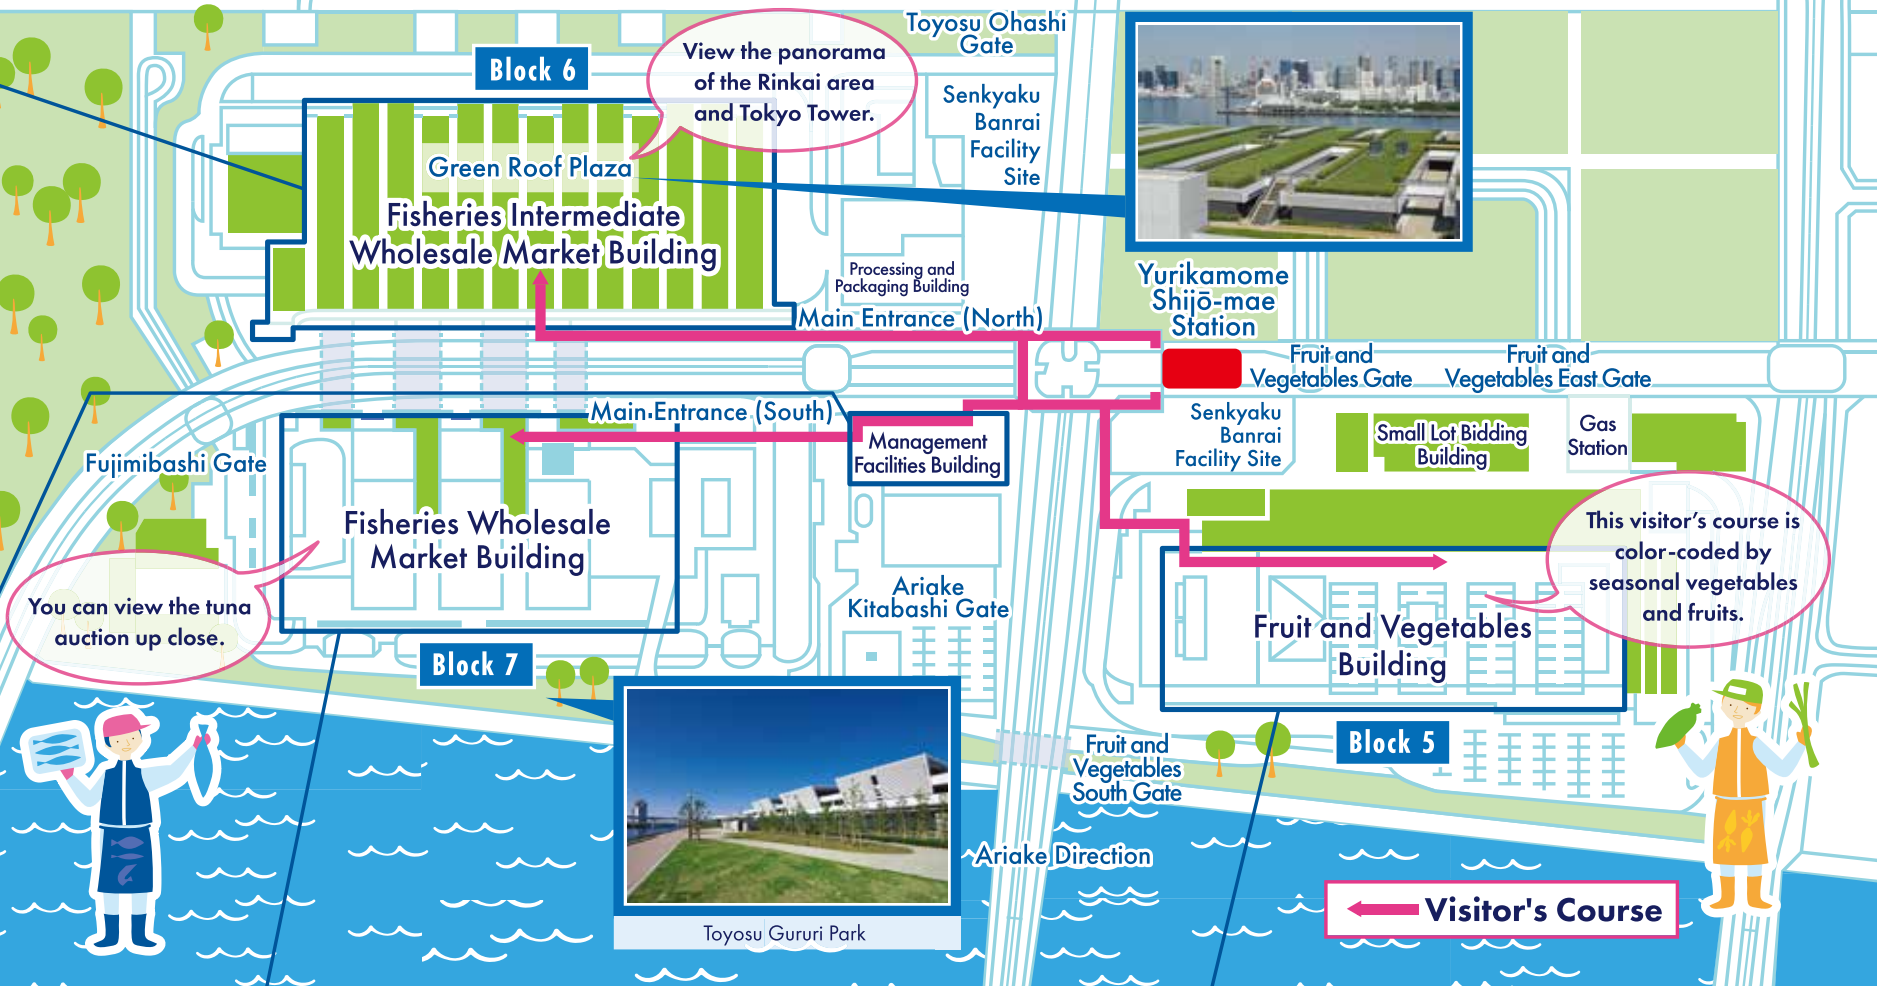 Toyosu Ohashi
Gate
Block 6
View the panorama
of the Rinkai area
and Tokyo Tower.
Senkyaku
Banrai
Facility
Site
Green Roof Plaza
Fisheries Intermediate
Wholesale Market Building
Processing and
Packaging Building
Yurikamome
Shijō-mae
Station
Main Entrance (North)
Fruit and
Vegetables Gate
Fruit and
Vegetables East Gate
Main Entrance (South)
Management
Facilities Building
Senkyaku
Banrai
Facility Site
Small Lot Bidding
Building
Gas
Station
Fujimibashi Gate
Fisheries Wholesale
Market Building
This visitor's course is
color-coded by
seasonal vegetables
and fruits.
You can view the tuna
auction up close.
Ariake
Kitabashi Gate
Fruit and Vegetables
Building
Block 7
Block 5
Fruit and
Vegetables
South Gate
Ariake Direction
Visitor's Course
Toyosu Gururi Park